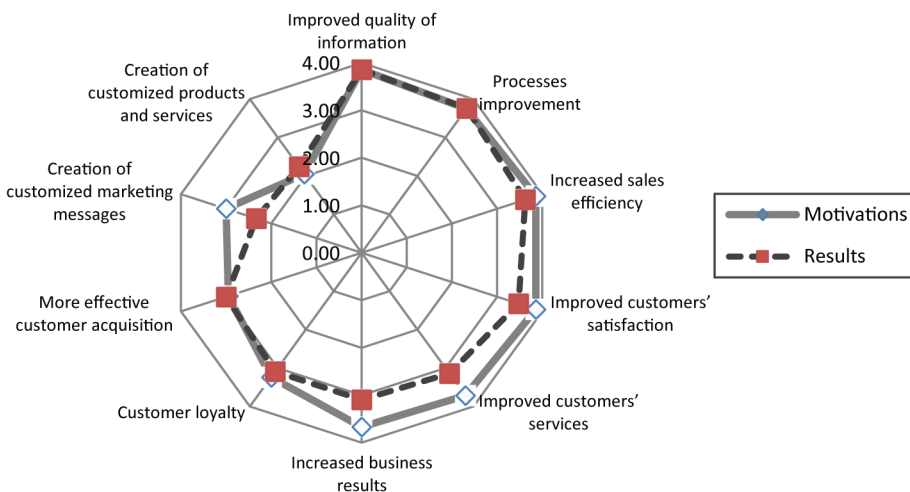 Improved quality of
information
Processes
improvement
Increased sales
efficiency
Improved customers’
satisfaction
Improved customers’
services
Increased business
results
Customer loyalty
More effective
customer acquisition
Creation of
customized marketing
messages
Creation of
customized products
and services
4.00
3.00
2.00
1.00
0.00
Motivations
Results